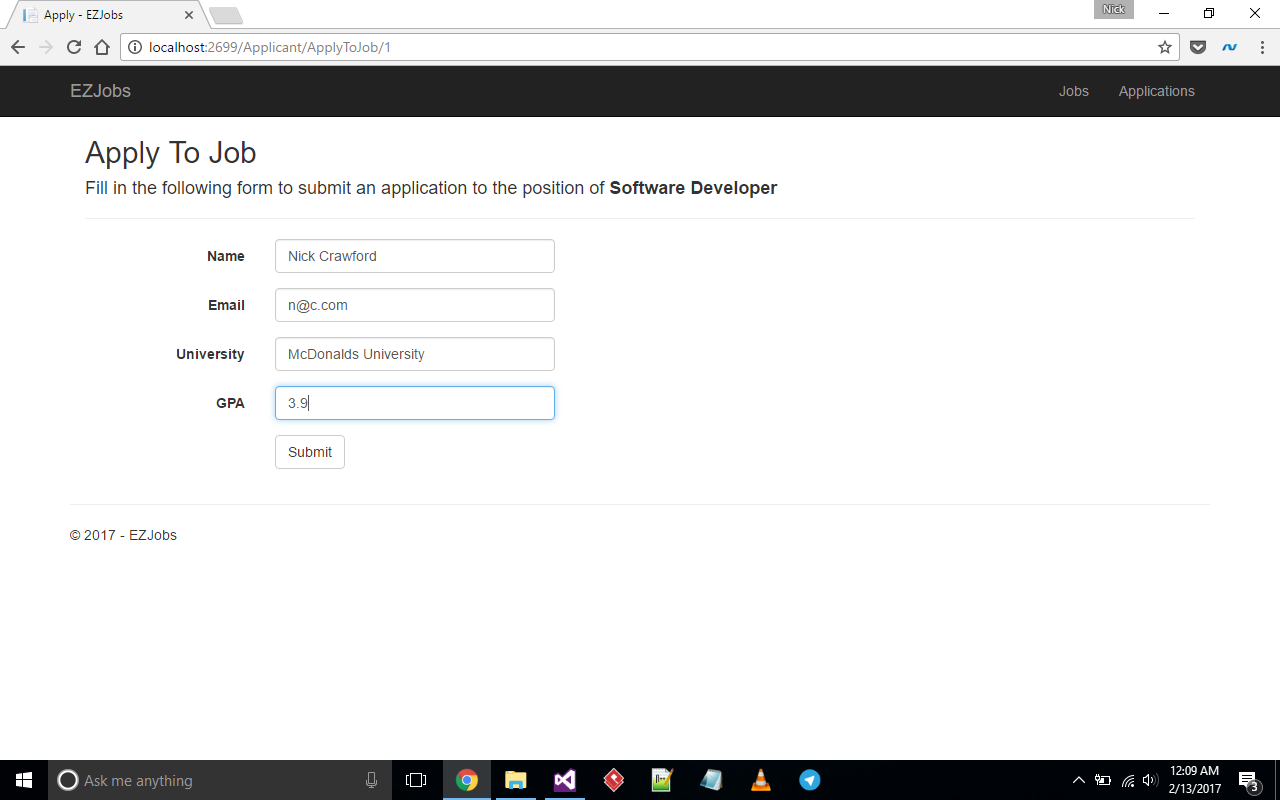 Apply - EZJobs
Nick
localhost:2699/Applicant/ApplyToJob/1
EZJobs
Jobs
Applications
Apply To Job
Fill in the following form to submit an application to the position of Software Developer
Name
Nick Crawford
Email
n@c.com
University
McDonalds University
GPA
3.9
Submit
© 2017 - EZJobs
Ask me anything
12:09 AM
2/13/2017
3